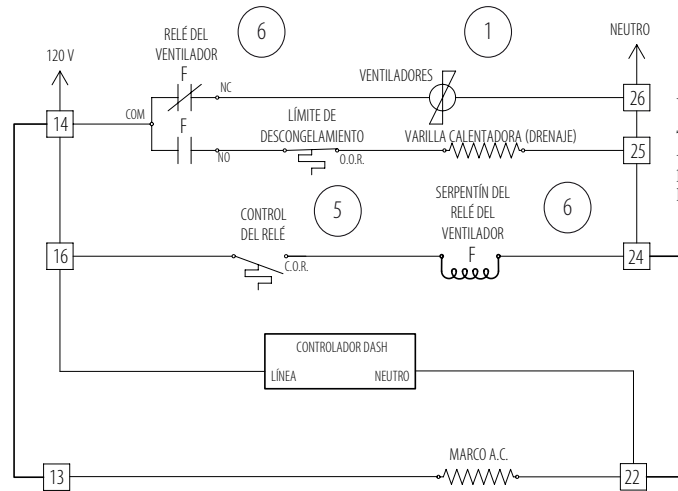 RELÉ DEL
VENTILADOR
6
1
NEUTRO
120 V
F
NC
VENTILADORES
14
COM
26
F
NO
LÍMITE DE
DESCONGELAMIENTO
O.O.R.
VARILLA CALENTADORA (DRENAJE)
25
CONTROL
DEL RELÉ
5
SERPENTÍN DEL
RELÉ DEL
VENTILADOR
6
F
16
C.O.R.
24
CONTROLADOR DASH
LÍNEA
NEUTRO
MARCO A.C.
13
22